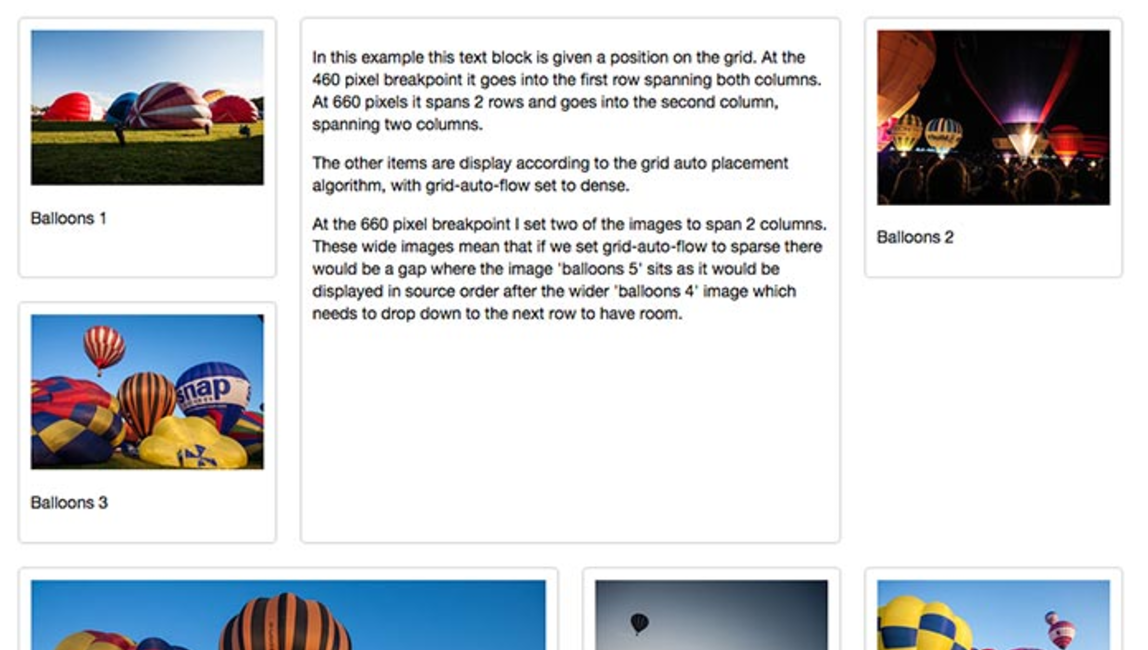 Balloons 1
In this example this text block is given a position on the grid. At the
460 pixel breakpoint it goes into the first row spanning both columns.
At 660 pixels it spans 2 rows and goes into the second column,
spanning two columns.
The other items are display according to the grid auto placement
algorithm, with grid-auto-flow set to dense.
At the 660 pixel breakpoint I set two of the images to span 2 columns.
These wide images mean that if we set grid-auto-flow to sparse there
would be a gap where the image 'balloons 5' sits as it would be
displayed in source order after the wider 'balloons 4' image which
needs to drop down to the next row to have room.
Balloons 2
snap
Balloons 3